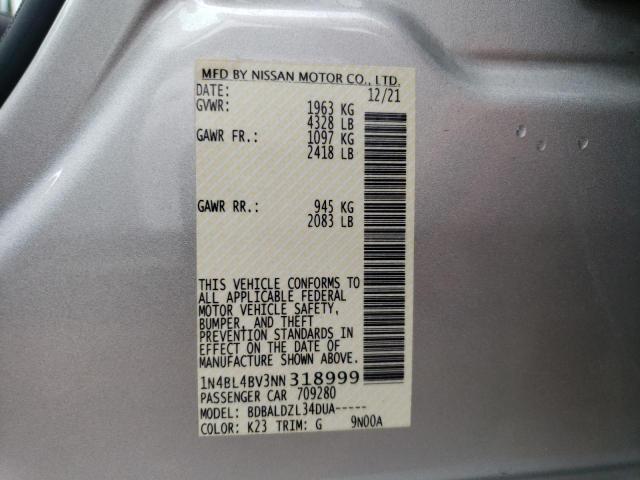 MFD BY NISSAN MOTOR CO., LTD.
DATE: 12/21
GVWR: 1963 KG
4328 LB
GAWR FR.: 1097 KG
2418 LB
GAWR RR.: 945 KG
2083 LB
THIS VEHICLE CONFORMS TO
ALL APPLICABLE FEDERAL
MOTOR VEHICLE SAFETY,
BUMPER, AND THEFT
PREVENTION STANDARDS IN
EFFECT ON THE DATE OF
MANUFACTURE SHOWN ABOVE.
1N4BL4BV3NN318999
PASSENGER CAR 709280
MODEL: BDBALDZL34DUA-----
COLOR: K23 TRIM: G 9N00A